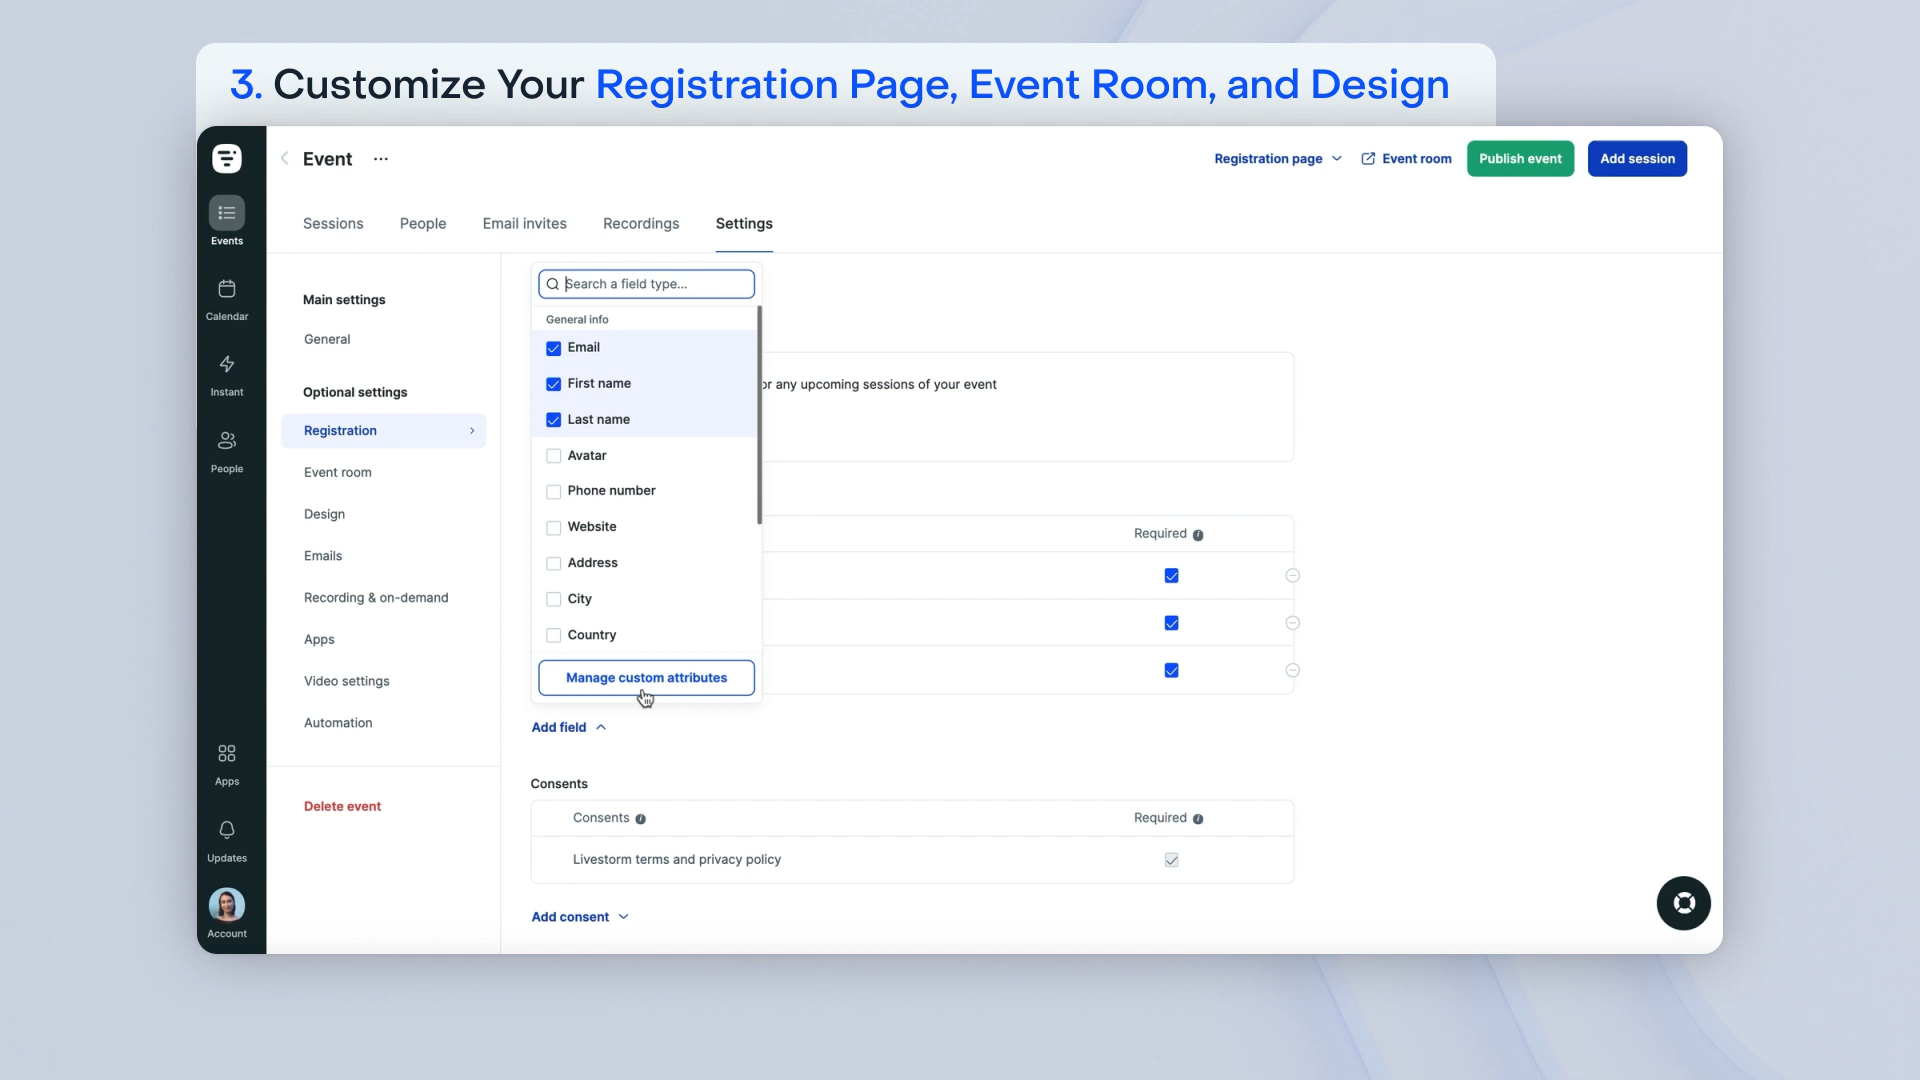 3. Customize Your Registration Page, Event Room, and Design
Event
Registration page
Event room
Publish event
Add session
Events
Calendar
Instant
People
Apps
Updates
Account
Sessions
People
Email invites
Recordings
Settings
Main settings
General
Optional settings
Registration
Event room
Design
Emails
Recording & on-demand
Apps
Video settings
Automation
Delete event
Search a field type...
General info
Email
First name
Last name
Avatar
Phone number
Website
Address
City
Country
Manage custom attributes
or any upcoming sessions of your event
Required
Add field
Consents
Consents
Required
Livestorm terms and privacy policy
Add consent